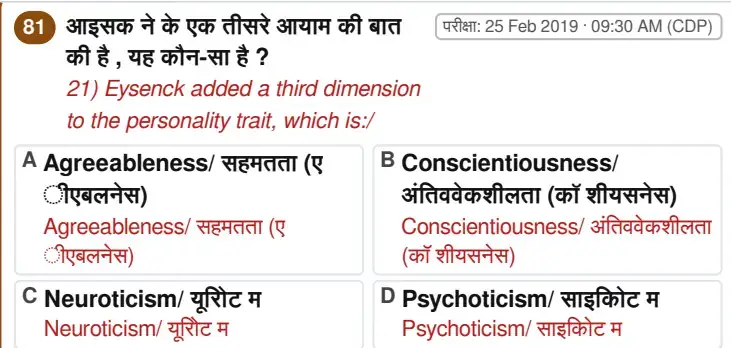 81 आइसक ने के एक तीसरे आयाम की बात
की है , यह कौन-सा है ?
परीक्षा: 25 Feb 2019 · 09:30 AM (CDP)
21) Eysenck added a third dimension
to the personality trait, which is:/
A Agreeableness/ सहमतता (ए
ीएबलनेस)
Agreeableness/ सहमतता (ए
ीएबलनेस)
B Conscientiousness/
अंतिववेकशीलता (कॉ शीयसनेस)
Conscientiousness/ अंतिववेकशीलता
(कॉ शीयसनेस)
C Neuroticism/ यूरोिट म
Neuroticism/ यूरोिट म
D Psychoticism/ साइकोिट म
Psychoticism/ साइकोिट म